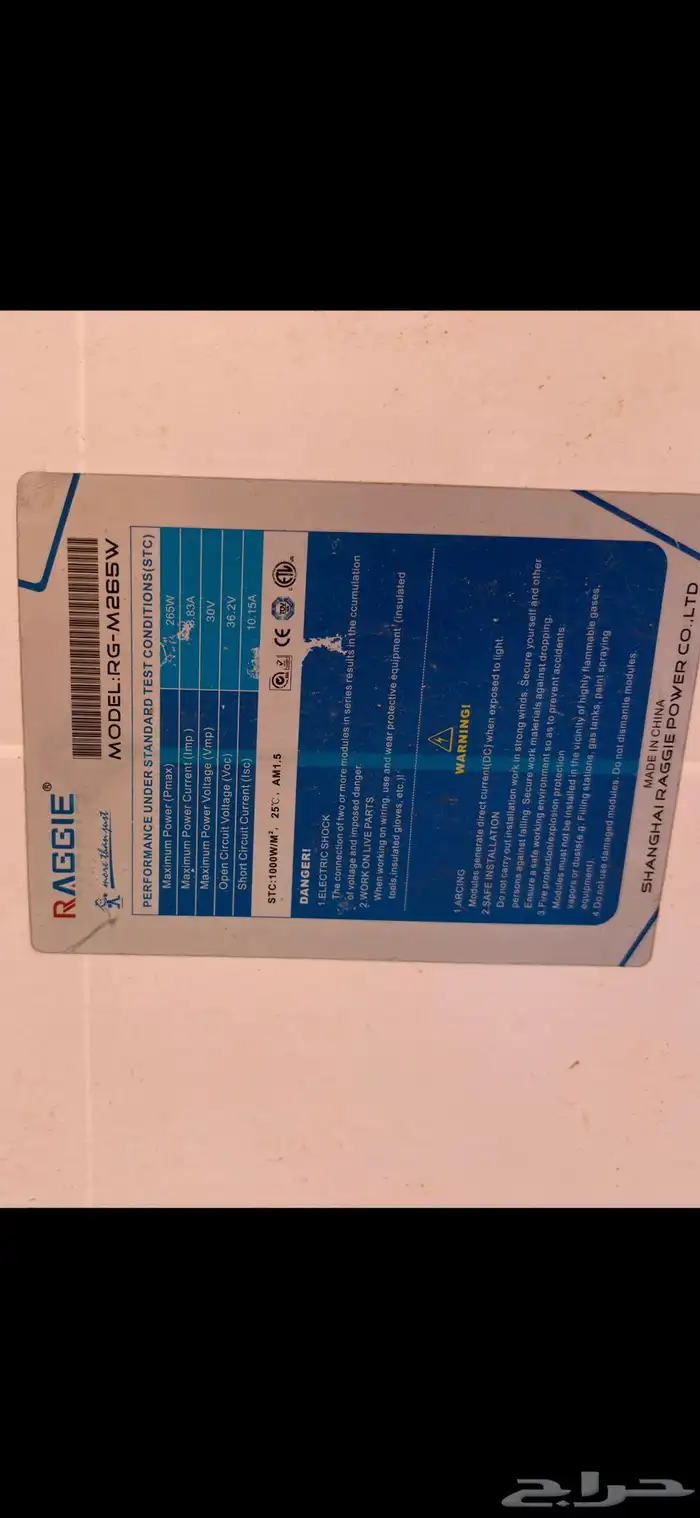 RAGGIE®
more than just
MODEL:RG-M265W
PERFORMANCE UNDER STANDARD TEST CONDITIONS(STC)
Maximum Power (Pmax) 265W
Maximum Power Current (Imp) 8.83A
Maximum Power Voltage (Vmp) 30V
Open Circuit Voltage (Voc) 36.2V
Short Circuit Current (Isc) 10.15A
STC:1000W/M², 25℃, AM1.5
CE
TUV
ETL
DANGER!
1.ELECTRIC SHOCK
The connection of two or more modules in series results in the ccumulation
of voltage and imposed danger.
2.WORK ON LIVE PARTS
When working on wiring, use and wear protective equipment (insulated
tools,insulated gloves, etc.)!
WARNING!
1.ARCING
Modules generate direct current(DC)when exposed to light.
2.SAFE INSTALLATION
Do not carry out installation work in strong winds. Secure yourself and other
persons against falling. Secure work materials against dropping.
Ensure a safe working environment so as to prevent accidents.
3.Fire protection/explosion protection
Modules must not be installed in the vicinity of highly flammable gases,
vapors or dusts(e.g. Filling stations, gas tanks, paint spraying
equipment).
4.Do not use damaged modules. Do not dismantle modules.
MADE IN CHINA
SHANGHAI RAGGIE POWER CO.,LTD
حراج